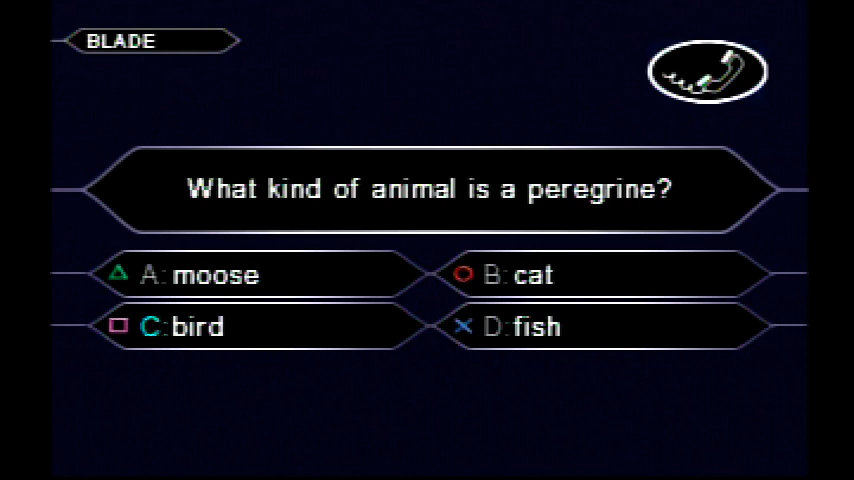 BLADE
What kind of animal is a peregrine?
A: moose
B: cat
C: bird
D: fish